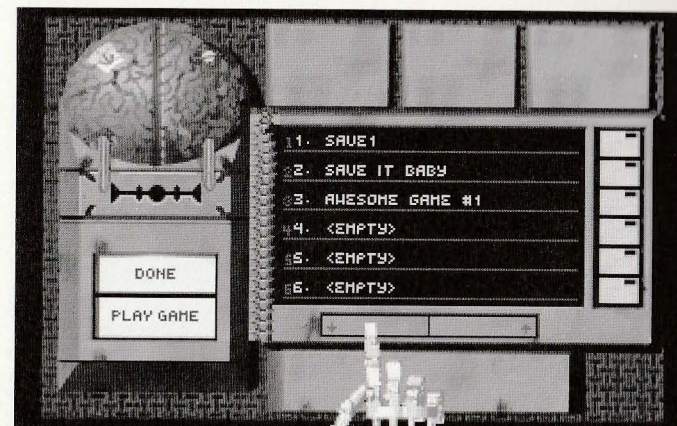 1. SAVE1
2. SAVE IT BABY
3. AWESOME GAME #1
4. <EMPTY>
5. <EMPTY>
6. <EMPTY>
DONE
PLAY GAME